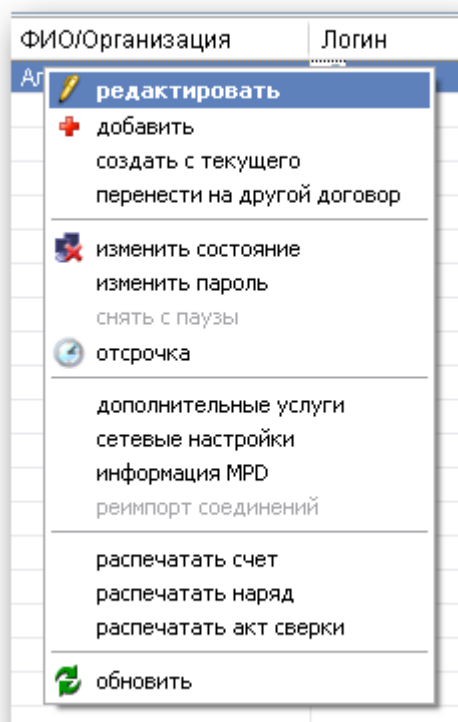 ФИО/Организация Логин
редактировать
добавить
создать с текущего
перенести на другой договор
изменить состояние
изменить пароль
снять с паузы
отсрочка
дополнительные услуги
сетевые настройки
информация MPD
реимпорт соединений
распечатать счет
распечатать наряд
распечатать акт сверки
обновить